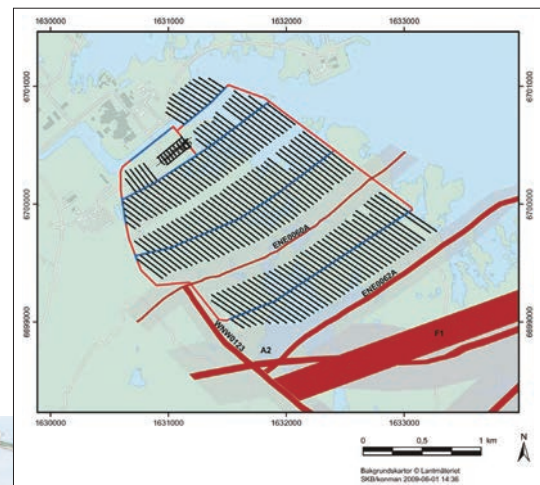 1630000 1631000 1632000 1633000
6701000 6701000
6700000 6700000
ENE0060A
ENE0062A
6699000 6699000
WNW0123
F1
A2
1630000 1631000 1632000 1633000
0 0,5 1 km
N
Bakgrundskartor © Lantmäteriet
SKB/konman 2009-06-01 14:36